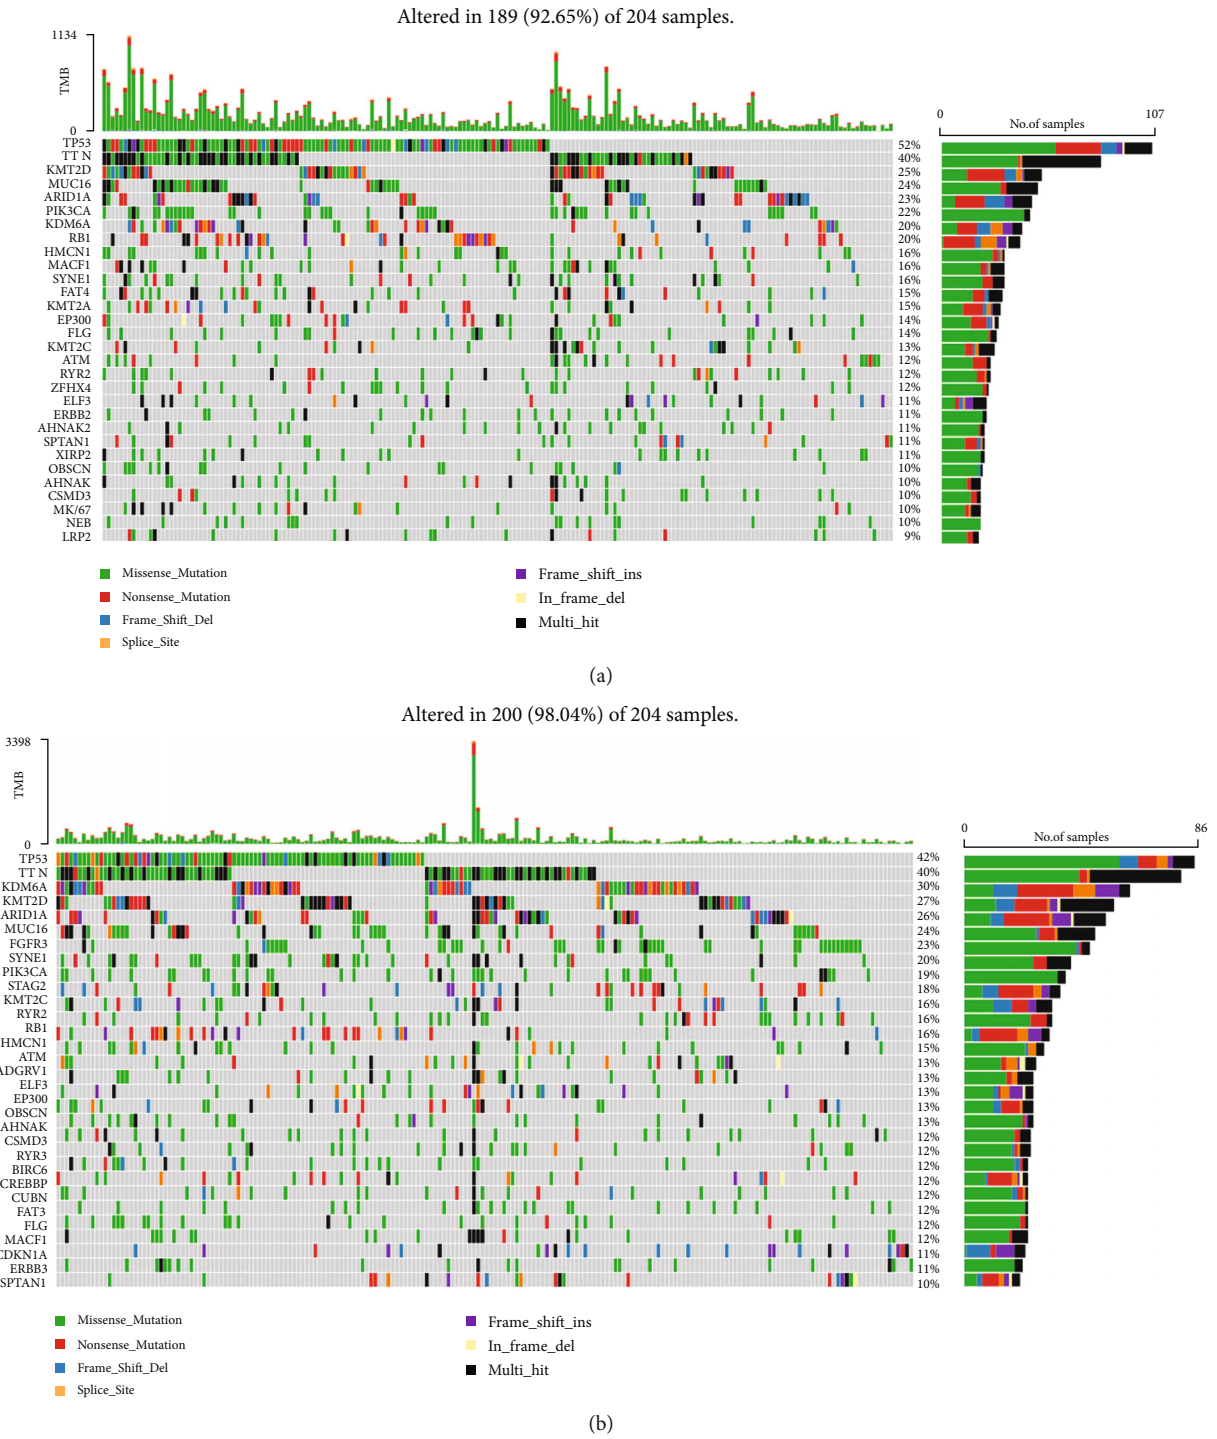 Altered in 189 (92.65%) of 204 samples.
1134
TMB
0
0
107
No.of samples
TP53 52%
TT N 40%
KMT2D 25%
MUC16 24%
ARID1A 23%
PIK3CA 22%
KDM6A 20%
RB1 20%
HMCN1 16%
MACF1 16%
SYNE1 16%
FAT4 15%
KMT2A 15%
EP300 14%
FLG 14%
KMT2C 13%
ATM 12%
RYR2 12%
ZFHX4 12%
ELF3 11%
ERBB2 11%
AHNAK2 11%
SPTAN1 11%
XIRP2 11%
OBSCN 10%
AHNAK 10%
CSMD3 10%
MK/67 10%
NEB 10%
LRP2 9%
Missense_Mutation
Nonsense_Mutation
Frame_Shift_Del
Splice_Site
Frame_shift_ins
In_frame_del
Multi_hit
(a)
Altered in 200 (98.04%) of 204 samples.
3398
TMB
0
0
86
No.of samples
TP53 42%
TT N 40%
KDM6A 30%
KMT2D 27%
ARID1A 26%
MUC16 24%
FGFR3 23%
SYNE1 20%
PIK3CA 19%
STAG2 18%
KMT2C 16%
RYR2 16%
RB1 16%
HMCN1 15%
ATM 13%
ADGRV1 13%
ELF3 13%
EP300 13%
OBSCN 13%
AHNAK 12%
CSMD3 12%
RYR3 12%
BIRC6 12%
CREBBP 12%
CUBN 12%
FAT3 12%
FLG 12%
MACF1 11%
CDKN1A 11%
ERBB3 10%
SPTAN1
Missense_Mutation
Nonsense_Mutation
Frame_Shift_Del
Splice_Site
Frame_shift_ins
In_frame_del
Multi_hit
(b)